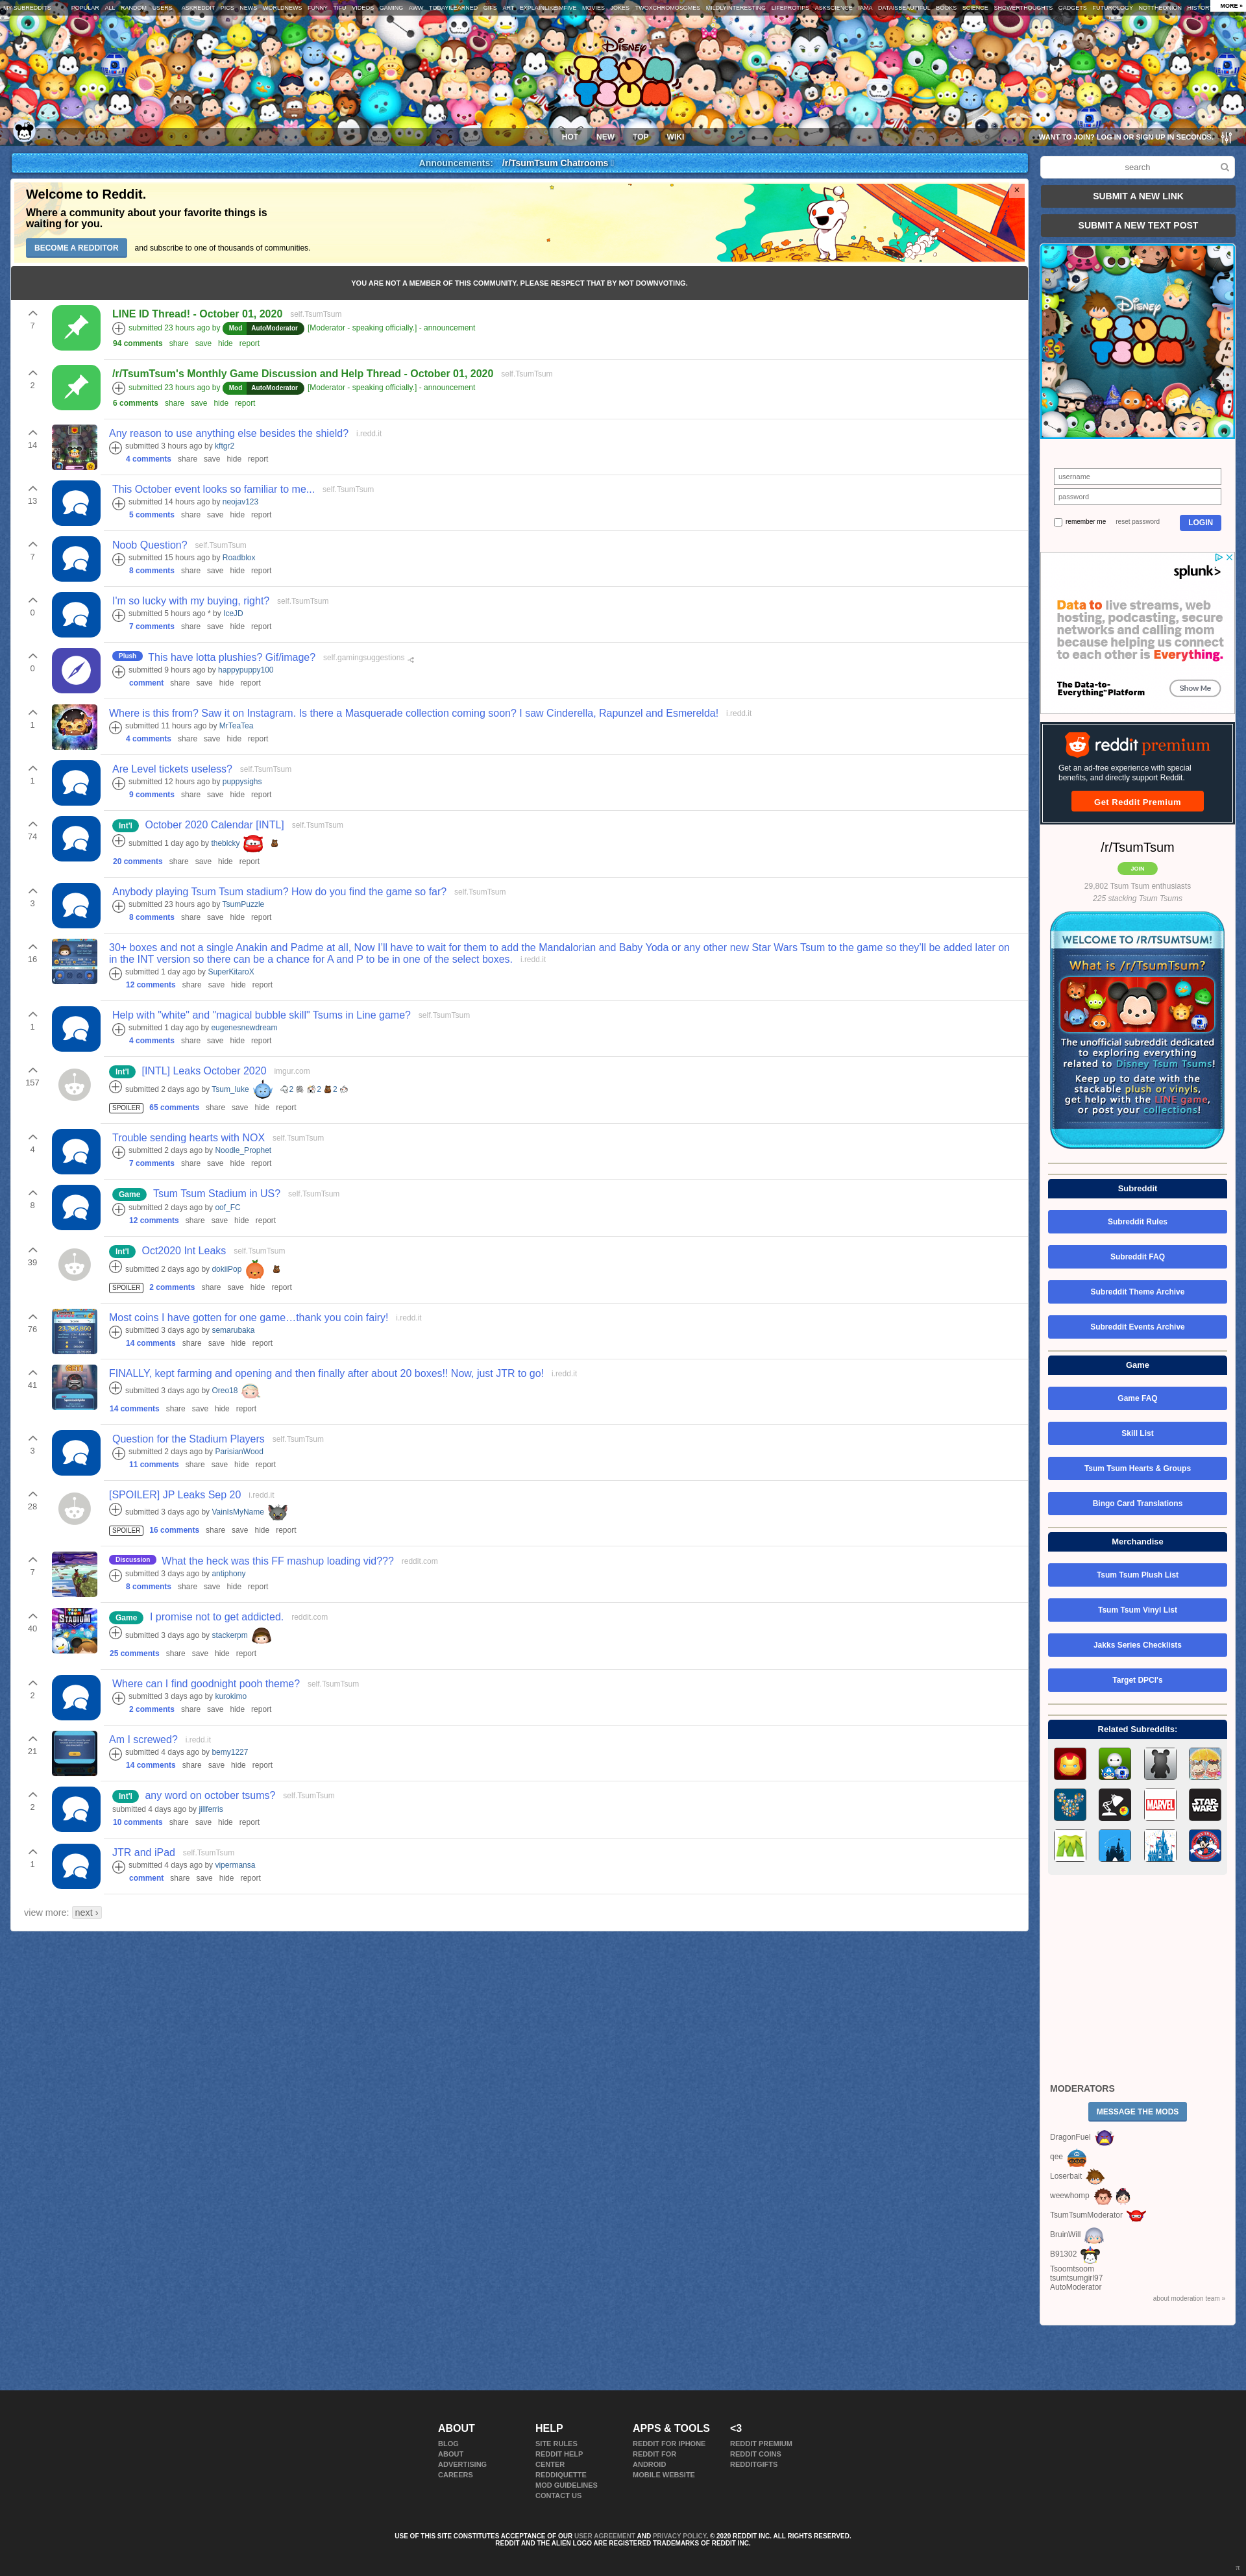 MY SUBREDDITS POPULAR ALL RANDOM USERS ASKREDDIT PICS NEWS WORLDNEWS FUNNY TIFU VIDEOS GAMING AWW TODAYILEARNED GIFS ART EXPLAINLIKEIMFIVE MOVIES JOKES TWOXCHROMOSOMES MILDLYINTERESTING LIFEPROTIPS ASKSCIENCE IAMA DATAISBEAUTIFUL BOOKS SCIENCE SHOWERTHOUGHTS GADGETS FUTUROLOGY NOTTHEONION HISTORY MORE »
Disney
TSUM
TSUM
HOT NEW TOP WIKI
WANT TO JOIN? LOG IN OR SIGN UP IN SECONDS.
Announcements: /r/TsumTsum Chatrooms
Welcome to Reddit.
Where a community about your favorite things is
waiting for you.
BECOME A REDDITOR and subscribe to one of thousands of communities.
×
YOU ARE NOT A MEMBER OF THIS COMMUNITY. PLEASE RESPECT THAT BY NOT DOWNVOTING.
7
LINE ID Thread! - October 01, 2020 self.TsumTsum
submitted 23 hours ago by Mod AutoModerator [Moderator - speaking officially.] - announcement
94 comments share save hide report
2
/r/TsumTsum's Monthly Game Discussion and Help Thread - October 01, 2020 self.TsumTsum
submitted 23 hours ago by Mod AutoModerator [Moderator - speaking officially.] - announcement
6 comments share save hide report
14
Any reason to use anything else besides the shield? i.redd.it
submitted 3 hours ago by kftgr2
4 comments share save hide report
13
This October event looks so familiar to me... self.TsumTsum
submitted 14 hours ago by neojav123
5 comments share save hide report
7
Noob Question? self.TsumTsum
submitted 15 hours ago by Roadblox
8 comments share save hide report
0
I'm so lucky with my buying, right? self.TsumTsum
submitted 5 hours ago * by IceJD
7 comments share save hide report
0
Plush This have lotta plushies? Gif/image? self.gamingsuggestions
submitted 9 hours ago by happypuppy100
comment share save hide report
1
Where is this from? Saw it on Instagram. Is there a Masquerade collection coming soon? I saw Cinderella, Rapunzel and Esmerelda! i.redd.it
submitted 11 hours ago by MrTeaTea
4 comments share save hide report
1
Are Level tickets useless? self.TsumTsum
submitted 12 hours ago by puppysighs
9 comments share save hide report
74
Int'l October 2020 Calendar [INTL] self.TsumTsum
submitted 1 day ago by theblcky
20 comments share save hide report
3
Anybody playing Tsum Tsum stadium? How do you find the game so far? self.TsumTsum
submitted 23 hours ago by TsumPuzzle
8 comments share save hide report
16
30+ boxes and not a single Anakin and Padme at all, Now I'll have to wait for them to add the Mandalorian and Baby Yoda or any other new Star Wars Tsum to the game so they'll be added later on
in the INT version so there can be a chance for A and P to be in one of the select boxes. i.redd.it
submitted 1 day ago by SuperKitaroX
12 comments share save hide report
1
Help with "white" and "magical bubble skill" Tsums in Line game? self.TsumTsum
submitted 1 day ago by eugenesnewdream
4 comments share save hide report
157
Int'l [INTL] Leaks October 2020 imgur.com
submitted 2 days ago by Tsum_luke 2 2 2
SPOILER 65 comments share save hide report
4
Trouble sending hearts with NOX self.TsumTsum
submitted 2 days ago by Noodle_Prophet
7 comments share save hide report
8
Game Tsum Tsum Stadium in US? self.TsumTsum
submitted 2 days ago by oof_FC
12 comments share save hide report
39
Int'l Oct2020 Int Leaks self.TsumTsum
submitted 2 days ago by dokiiPop
SPOILER 2 comments share save hide report
76
Most coins I have gotten for one game…thank you coin fairy! i.redd.it
submitted 3 days ago by semarubaka
14 comments share save hide report
41
FINALLY, kept farming and opening and then finally after about 20 boxes!! Now, just JTR to go! i.redd.it
submitted 3 days ago by Oreo18
14 comments share save hide report
3
Question for the Stadium Players self.TsumTsum
submitted 2 days ago by ParisianWood
11 comments share save hide report
28
[SPOILER] JP Leaks Sep 20 i.redd.it
submitted 3 days ago by VainIsMyName
SPOILER 16 comments share save hide report
7
Discussion What the heck was this FF mashup loading vid??? reddit.com
submitted 3 days ago by antiphony
8 comments share save hide report
40
Game I promise not to get addicted. reddit.com
submitted 3 days ago by stackerpm
25 comments share save hide report
2
Where can I find goodnight pooh theme? self.TsumTsum
submitted 3 days ago by kurokimo
2 comments share save hide report
21
Am I screwed? i.redd.it
submitted 4 days ago by bemy1227
14 comments share save hide report
2
Int'l any word on october tsums? self.TsumTsum
submitted 4 days ago by jillferris
10 comments share save hide report
1
JTR and iPad self.TsumTsum
submitted 4 days ago by vipermansa
comment share save hide report
view more: next ›
search
SUBMIT A NEW LINK
SUBMIT A NEW TEXT POST
Disney
TSUM
TSUM
username
password
remember me reset password LOGIN
splunk>
Data to live streams, web
hosting, podcasting, secure
networks and calling mom
because helping us connect
to each other is Everything.
The Data-to-
Everything™ Platform
Show Me
reddit premium
Get an ad-free experience with special
benefits, and directly support Reddit.
Get Reddit Premium
/r/TsumTsum
JOIN
29,802 Tsum Tsum enthusiasts
225 stacking Tsum Tsums
WELCOME TO /R/TSUMTSUM!
What is /r/TsumTsum?
The unofficial subreddit dedicated
to exploring everything
related to Disney Tsum Tsums!
Keep up to date with the
stackable plush or vinyls,
get help with the LINE game,
or post your collections!
Subreddit
Subreddit Rules
Subreddit FAQ
Subreddit Theme Archive
Subreddit Events Archive
Game
Game FAQ
Skill List
Tsum Tsum Hearts & Groups
Bingo Card Translations
Merchandise
Tsum Tsum Plush List
Tsum Tsum Vinyl List
Jakks Series Checklists
Target DPCI's
Related Subreddits:
MARVEL
STAR WARS
MODERATORS
MESSAGE THE MODS
DragonFuel
qee
Loserbait
weewhomp
TsumTsumModerator
BruinWill
B91302
Tsoomtsoom
tsumtsumgirl97
AutoModerator
about moderation team »
ABOUT
BLOG
ABOUT
ADVERTISING
CAREERS
HELP
SITE RULES
REDDIT HELP
CENTER
REDDIQUETTE
MOD GUIDELINES
CONTACT US
APPS & TOOLS
REDDIT FOR IPHONE
REDDIT FOR
ANDROID
MOBILE WEBSITE
<3
REDDIT PREMIUM
REDDIT COINS
REDDITGIFTS
USE OF THIS SITE CONSTITUTES ACCEPTANCE OF OUR USER AGREEMENT AND PRIVACY POLICY. © 2020 REDDIT INC. ALL RIGHTS RESERVED.
REDDIT AND THE ALIEN LOGO ARE REGISTERED TRADEMARKS OF REDDIT INC.
π